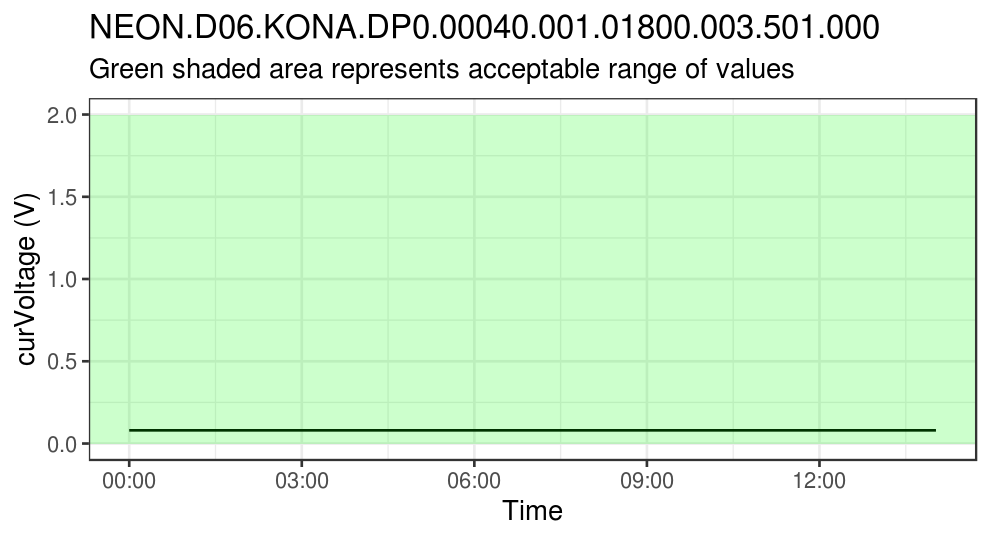 NEON.D06.KONA.DP0.00040.001.01800.003.501.000
Green shaded area represents acceptable range of values
curVoltage (V)
2.0
1.5
1.0
0.5
0.0
00:00 03:00 06:00 09:00 12:00
Time